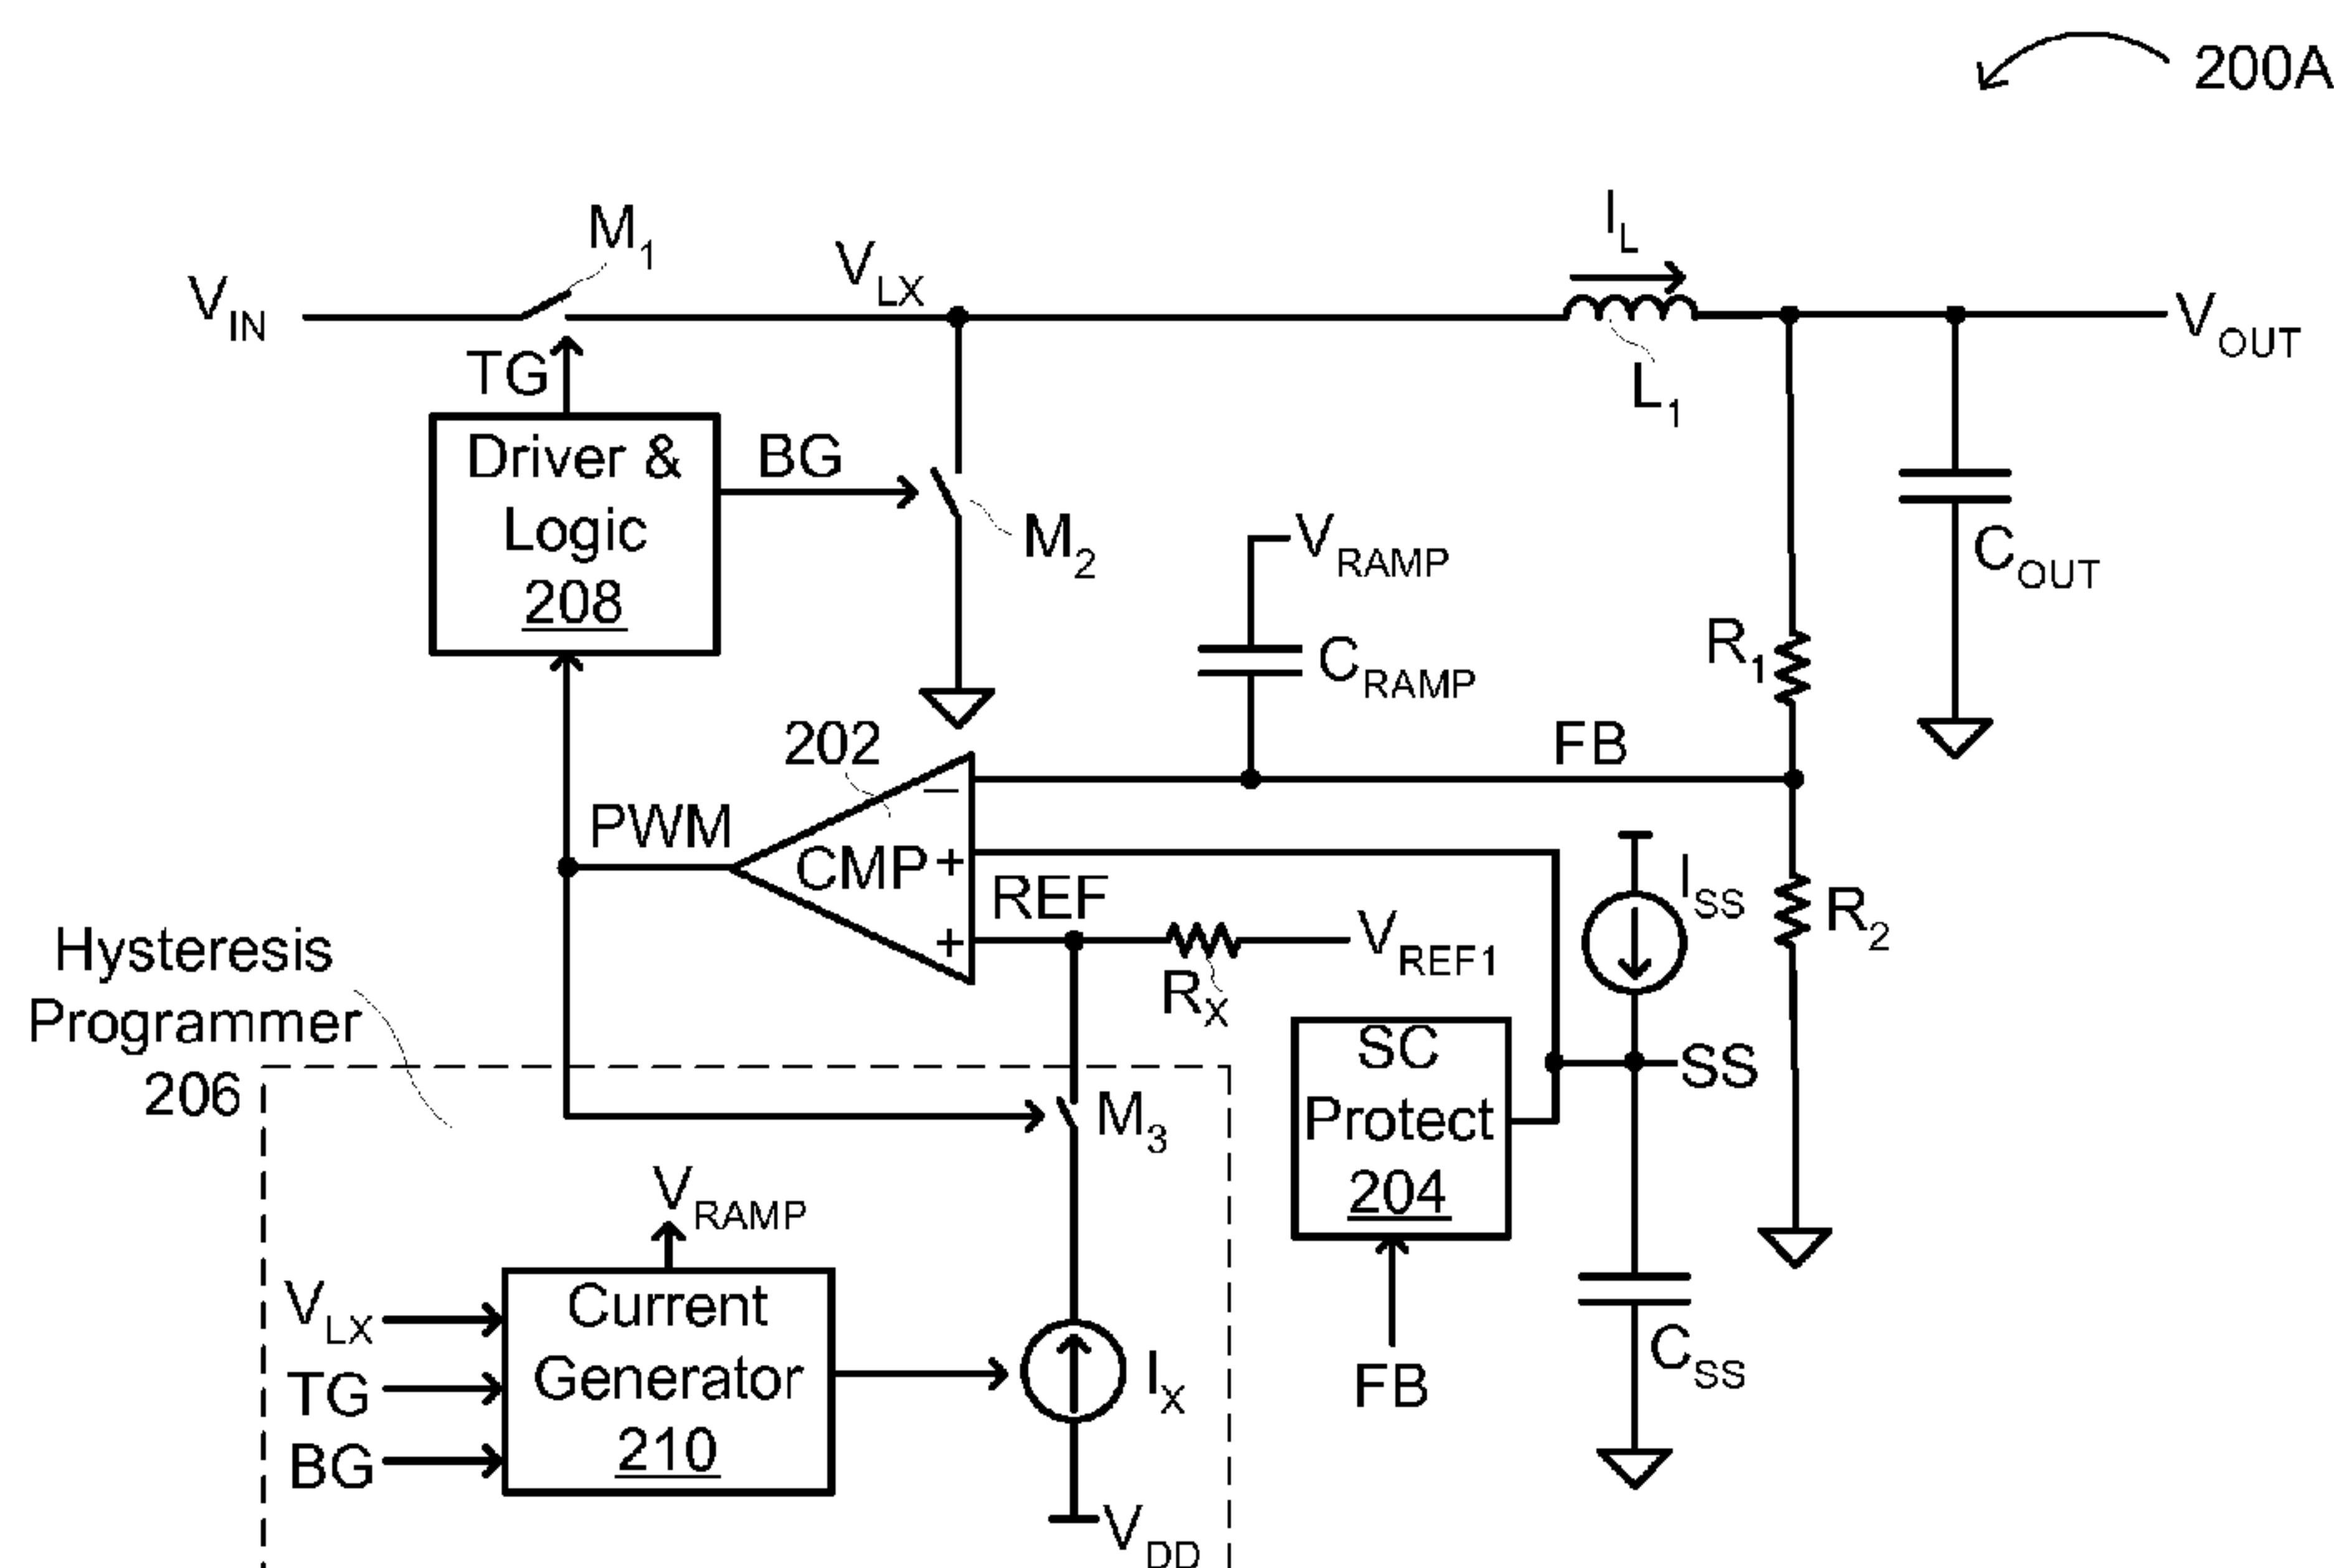 200A
M1
IL
VLX
VIN
VOUT
TG
L1
Driver &
Logic
208
BG
M2
VRAMP
COUT
CRAMP
R1
202
FB
PWM
CMP
−
+
+
REF
ISS
R2
VREF1
RX
Hysteresis
Programmer
206
SC
Protect
204
SS
M3
VRAMP
VLX
TG
BG
Current
Generator
210
IX
FB
CSS
VDD